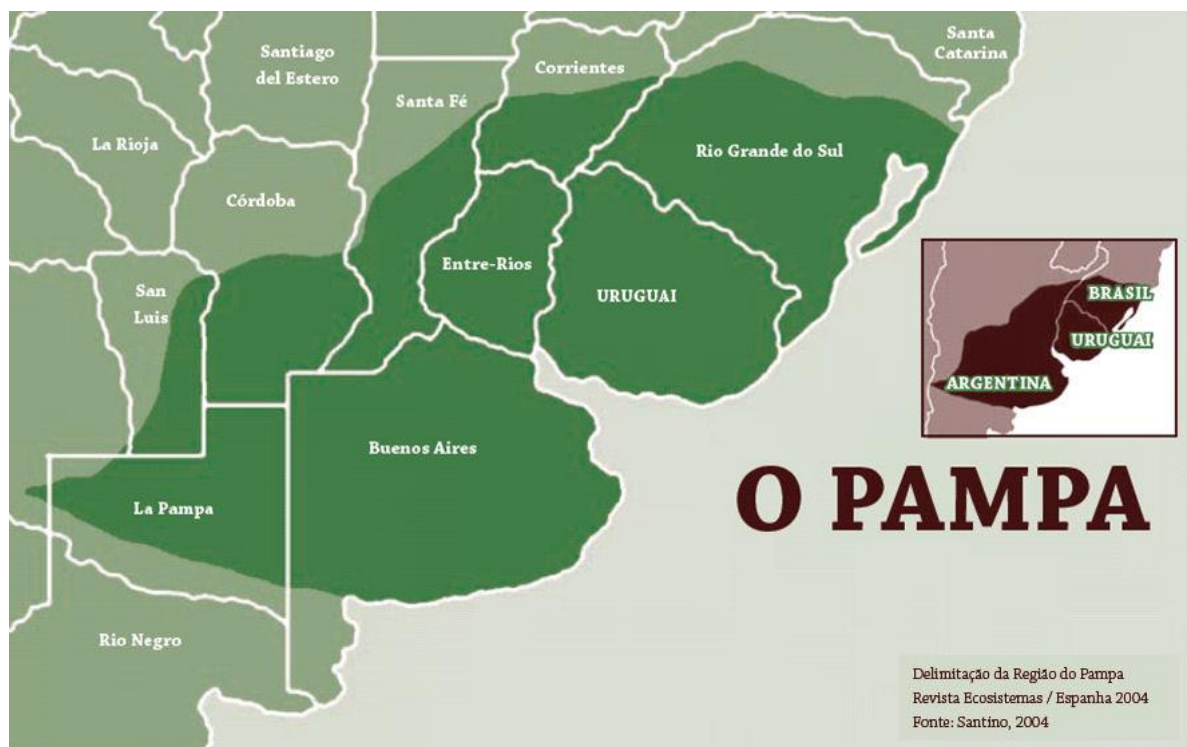 Santa
Catarina
Santiago
del Estero
Corrientes
Santa Fé
La Rioja
Rio Grande do Sul
Córdoba
Entre-Rios
San
Luis
URUGUAI
BRASIL
URUGUAI
ARGENTINA
Buenos Aires
La Pampa
O PAMPA
Rio Negro
Delimitação da Região do Pampa
Revista Ecosistemas / Espanha 2004
Fonte: Santino, 2004